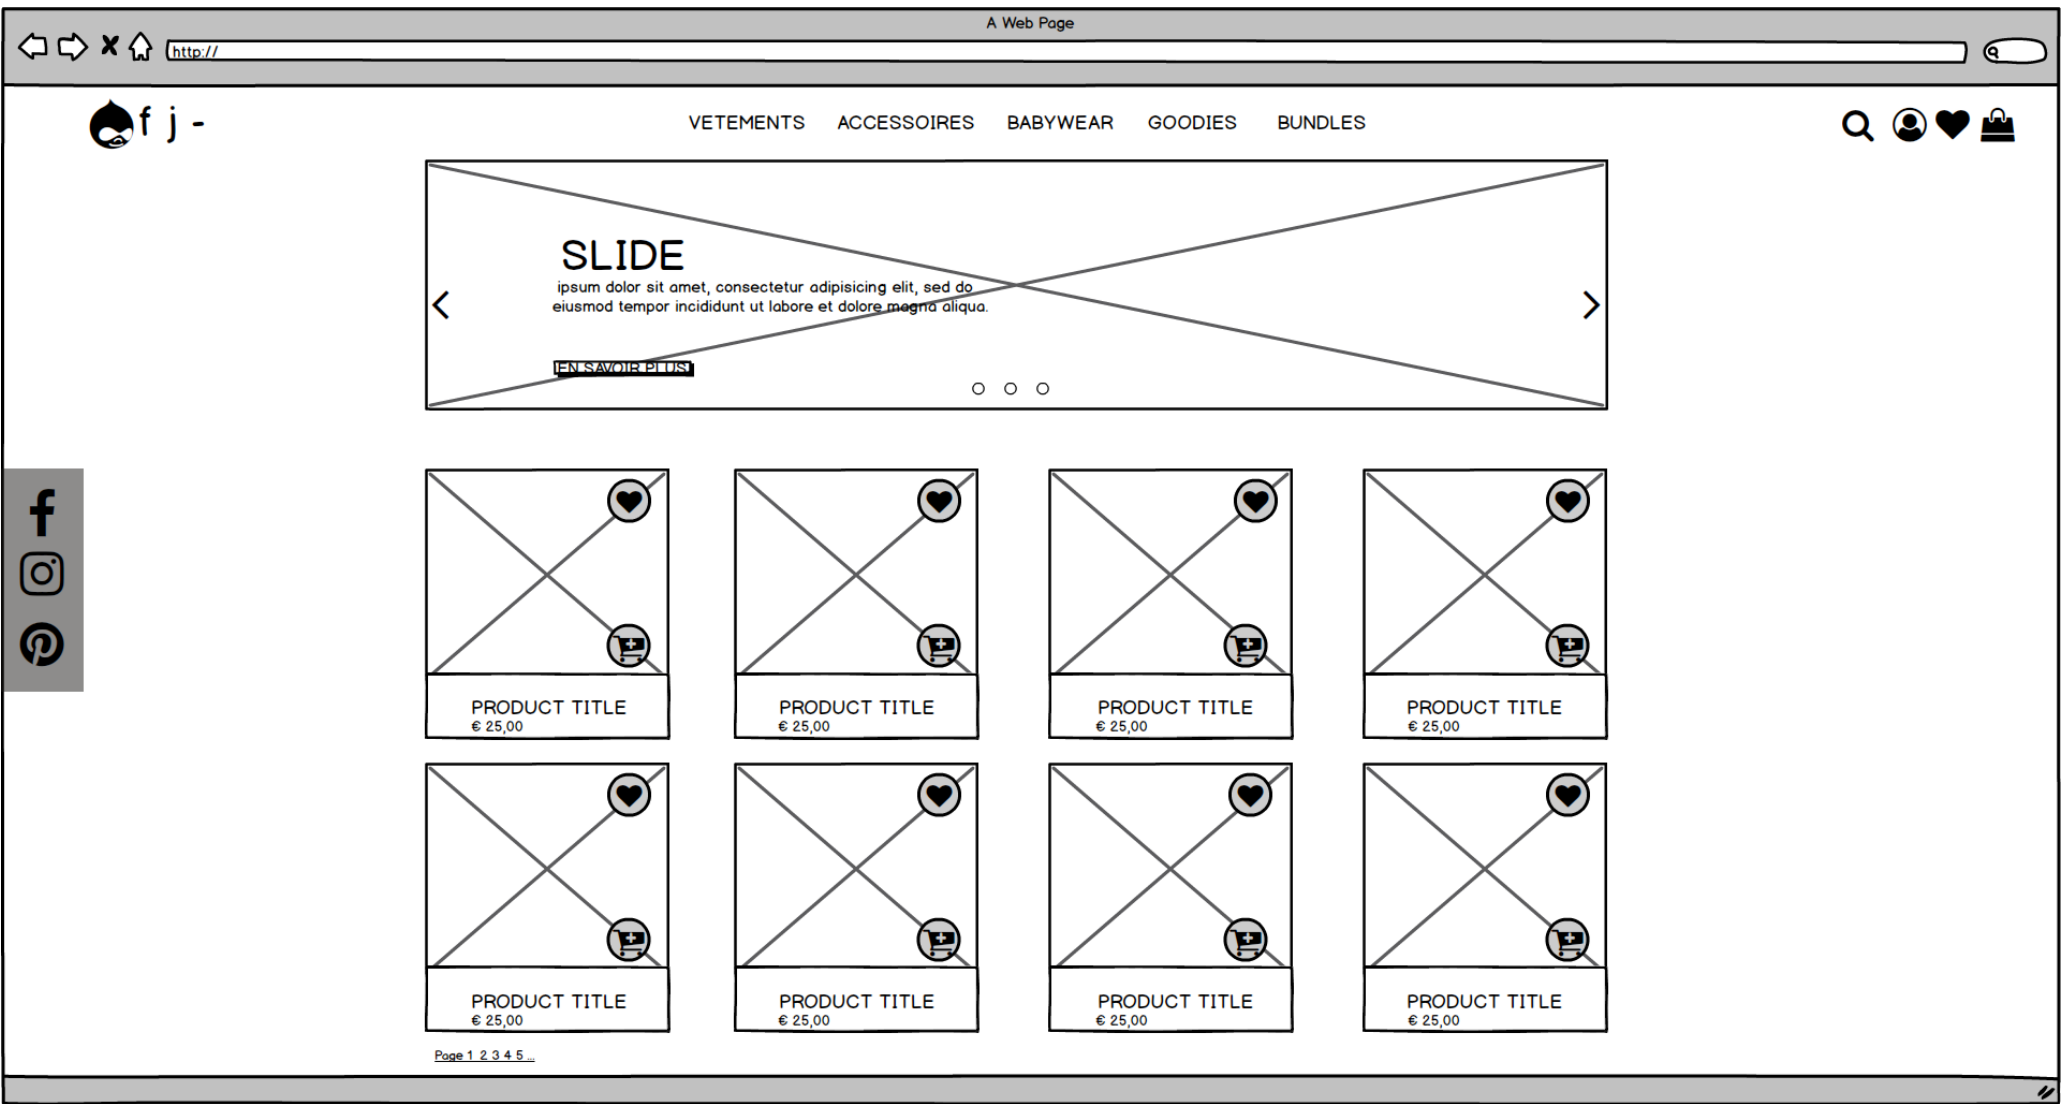 A Web Page
http://
f j -
VETEMENTS ACCESSOIRES BABYWEAR GOODIES BUNDLES
SLIDE
ipsum dolor sit amet, consectetur adipisicing elit, sed do
eiusmod tempor incididunt ut labore et dolore magna aliqua.
EN SAVOIR PLUS
PRODUCT TITLE PRODUCT TITLE PRODUCT TITLE PRODUCT TITLE
€ 25,00 € 25,00 € 25,00 € 25,00
PRODUCT TITLE PRODUCT TITLE PRODUCT TITLE PRODUCT TITLE
€ 25,00 € 25,00 € 25,00 € 25,00
Page 1 2 3 4 5 ...